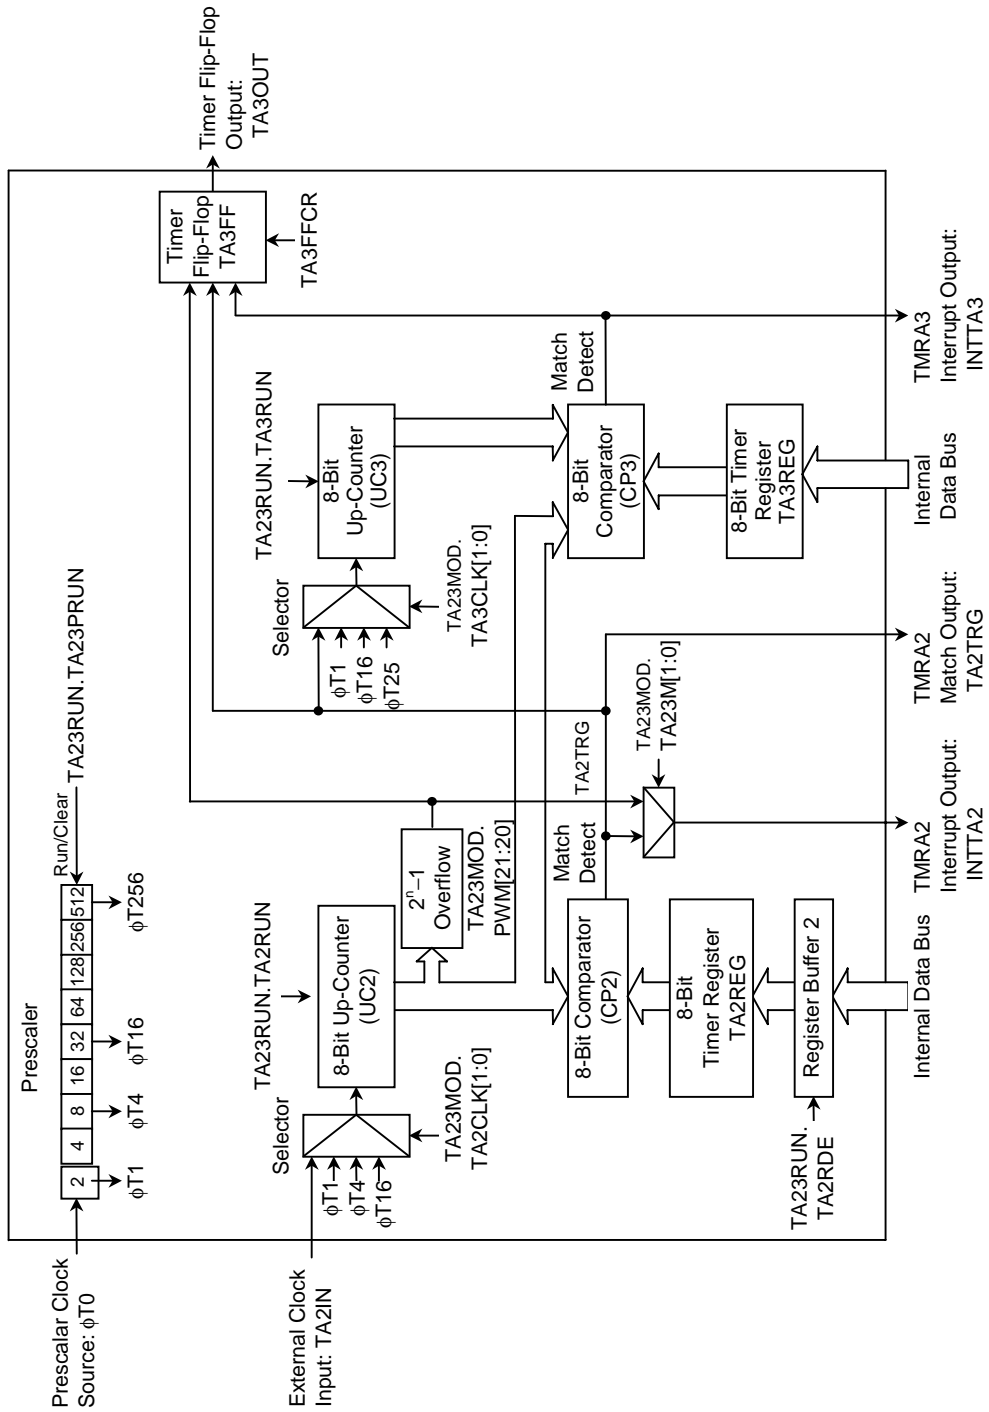 Prescaler
Prescalar Clock
Source: ϕT0
2
4
8
16
32
64
128
256
512
Run/Clear
TA23RUN.TA23PRUN
ϕT1
ϕT4
ϕT16
ϕT256
External Clock
Input: TA2IN
Selector
ϕT1
ϕT4
ϕT16
TA23MOD.
TA2CLK[1:0]
TA23RUN.TA2RUN
8-Bit Up-Counter
(UC2)
2ⁿ−1
Overflow
TA23MOD.
PWM[21:20]
Selector
ϕT1
ϕT16
ϕT25
TA23MOD.
TA3CLK[1:0]
TA23RUN.TA3RUN
8-Bit
Up-Counter
(UC3)
Timer
Flip-Flop
TA3FF
TA3FFCR
Timer Flip-Flop
Output:
TA3OUT
8-Bit Comparator
(CP2)
Match
Detect
TA2TRG
8-Bit
Timer Register
TA2REG
Register Buffer 2
TA23RUN.
TA2RDE
TA23MOD.
TA23M[1:0]
8-Bit
Comparator
(CP3)
Match
Detect
8-Bit Timer
Register
TA3REG
Internal Data Bus
TMRA2
Interrupt Output:
INTTA2
TMRA2
Match Output:
TA2TRG
Internal
Data Bus
TMRA3
Interrupt Output:
INTTA3